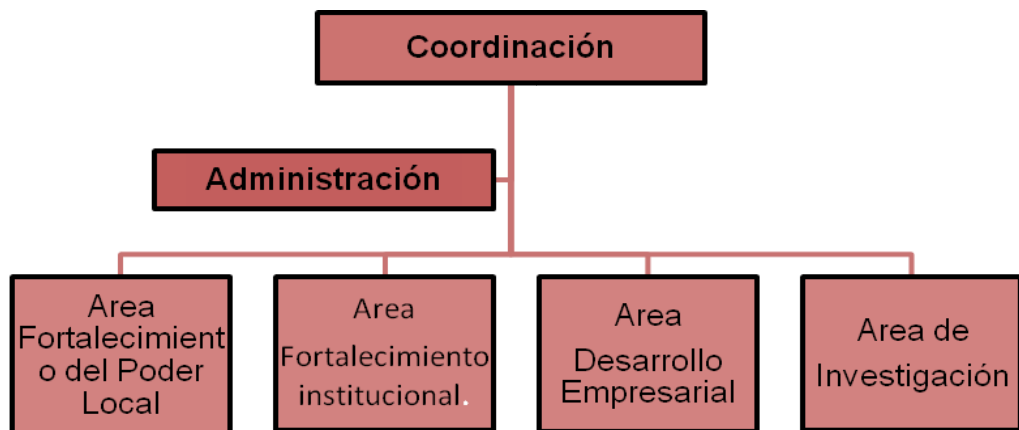 Coordinación
Administración
Area
Fortalecimient
o del Poder
Local
Area
Fortalecimiento
institucional.
Area
Desarrollo
Empresarial
Area de
Investigación